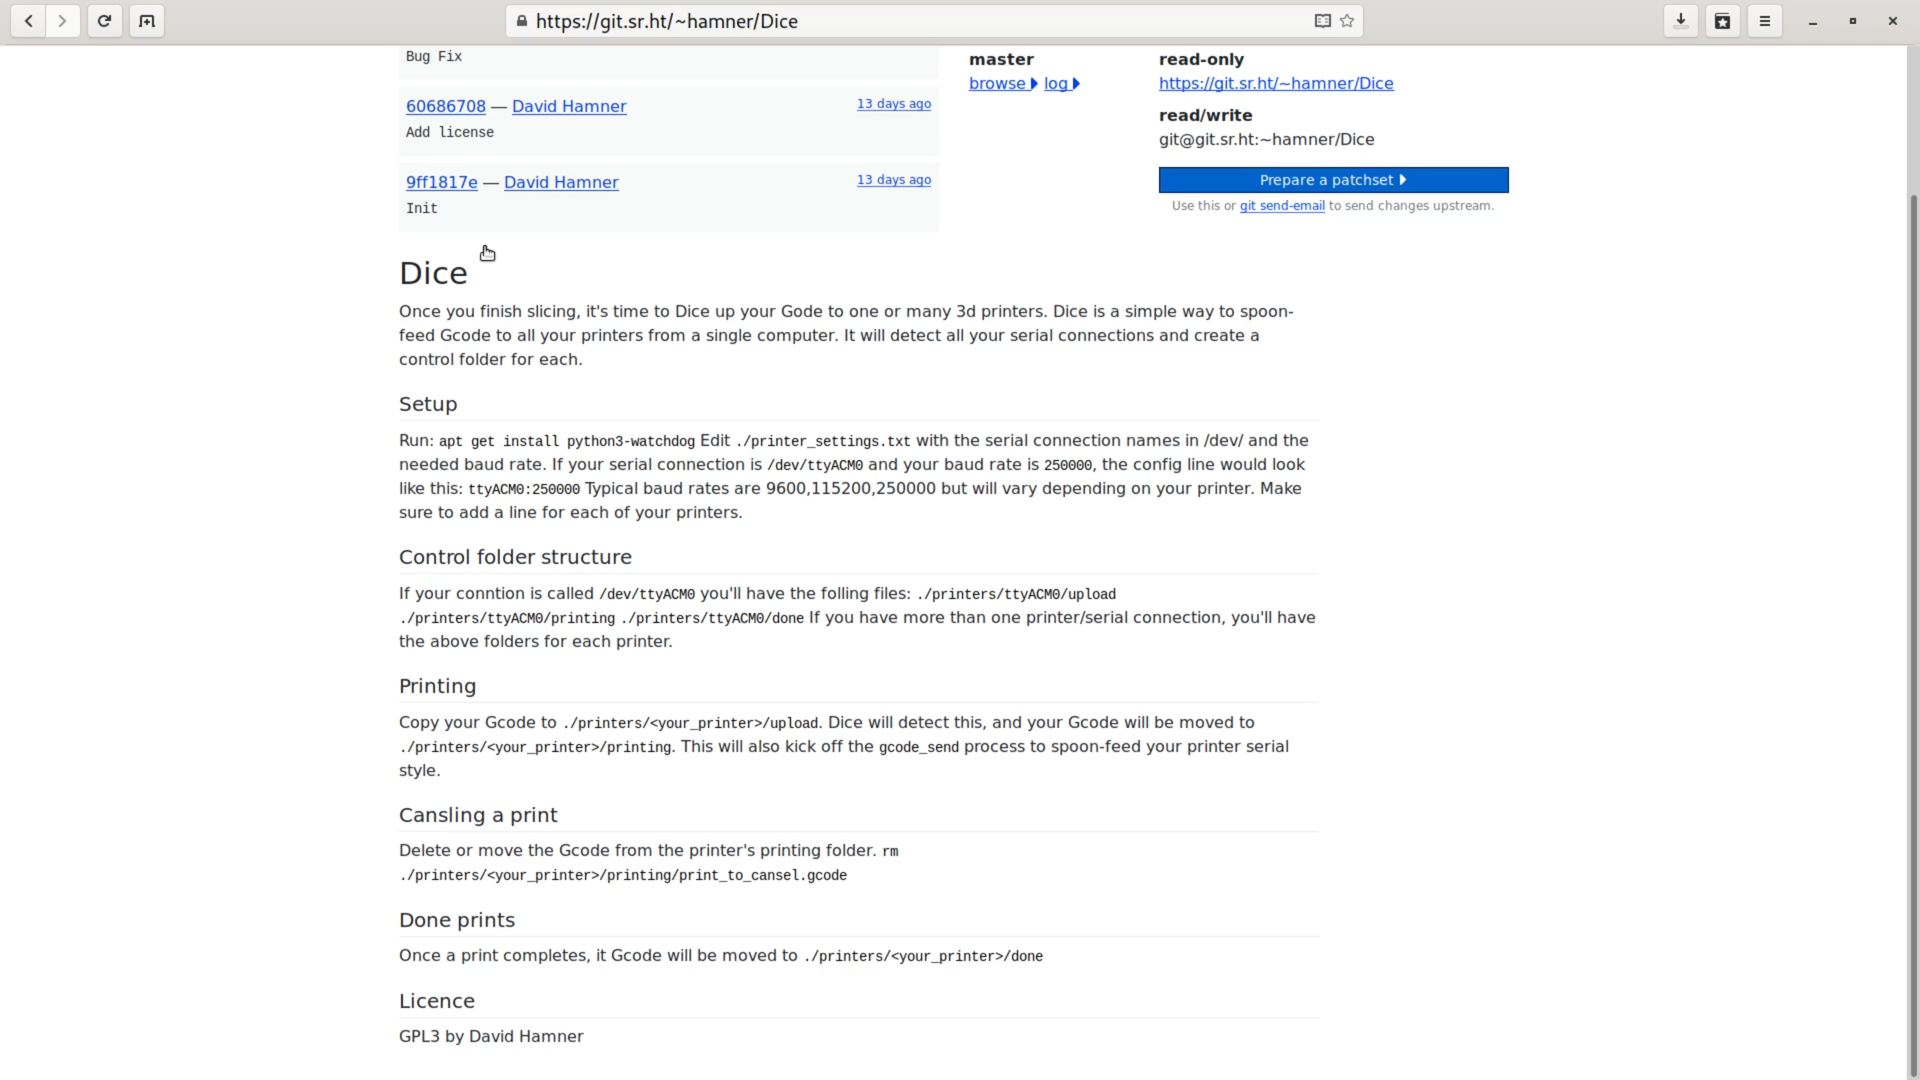 https://git.sr.ht/~hamner/Dice
Bug Fix
60686708 — David Hamner 13 days ago
Add license
9ff1817e — David Hamner 13 days ago
Init
master
browse log
read-only
https://git.sr.ht/~hamner/Dice
read/write
git@git.sr.ht:~hamner/Dice
Prepare a patchset
Use this or git send-email to send changes upstream.
Dice
Once you finish slicing, it's time to Dice up your Gode to one or many 3d printers. Dice is a simple way to spoon-
feed Gcode to all your printers from a single computer. It will detect all your serial connections and create a
control folder for each.
Setup
Run: apt get install python3-watchdog Edit ./printer_settings.txt with the serial connection names in /dev/ and the
needed baud rate. If your serial connection is /dev/ttyACM0 and your baud rate is 250000, the config line would look
like this: ttyACM0:250000 Typical baud rates are 9600,115200,250000 but will vary depending on your printer. Make
sure to add a line for each of your printers.
Control folder structure
If your conntion is called /dev/ttyACM0 you'll have the folling files: ./printers/ttyACM0/upload
./printers/ttyACM0/printing ./printers/ttyACM0/done If you have more than one printer/serial connection, you'll have
the above folders for each printer.
Printing
Copy your Gcode to ./printers/<your_printer>/upload. Dice will detect this, and your Gcode will be moved to
./printers/<your_printer>/printing. This will also kick off the gcode_send process to spoon-feed your printer serial
style.
Cansling a print
Delete or move the Gcode from the printer's printing folder. rm
./printers/<your_printer>/printing/print_to_cansel.gcode
Done prints
Once a print completes, it Gcode will be moved to ./printers/<your_printer>/done
Licence
GPL3 by David Hamner